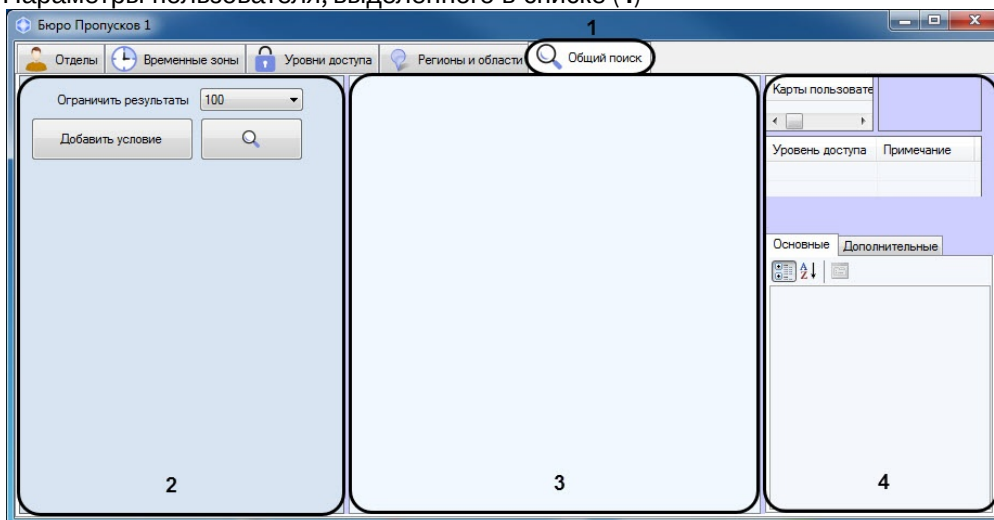 Параметры пользователя, выделенного в списке (4)
Бюро Пропусков 1
1
Отделы
Временные зоны
Уровни доступа
Регионы и области
Общий поиск
Ограничить результаты 100
Добавить условие
Карты пользовате
Уровень доступа Примечание
Основные Дополнительные
2
3
4